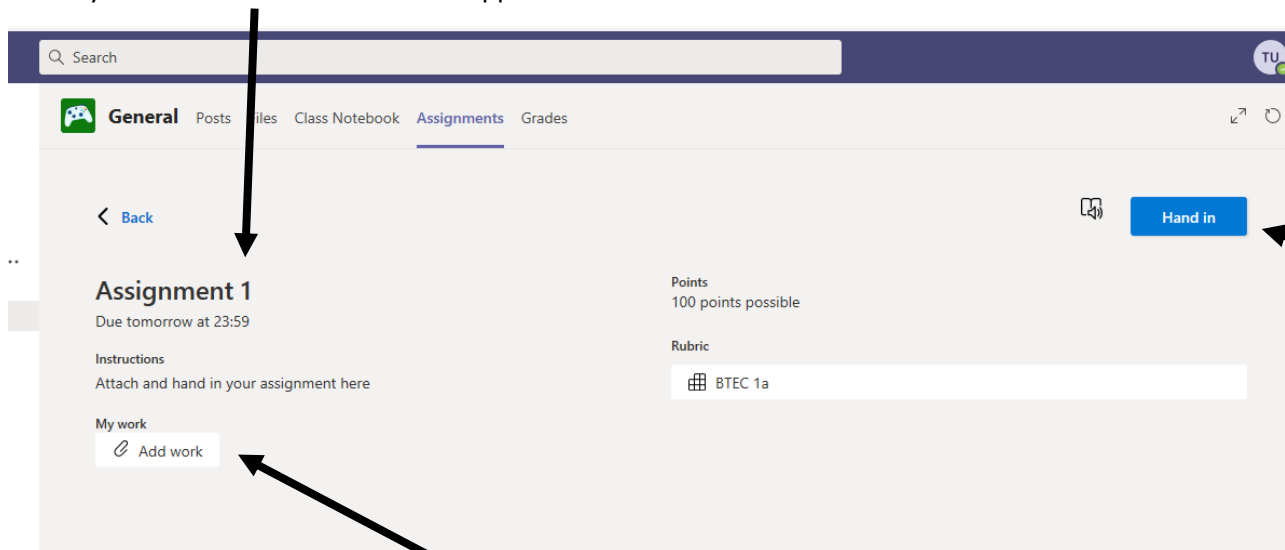 Search
TU
General Posts Files Class Notebook Assignments Grades
Back
Hand in
Assignment 1
Due tomorrow at 23:59
Instructions
Attach and hand in your assignment here
My work
Add work
Points
100 points possible
Rubric
BTEC 1a